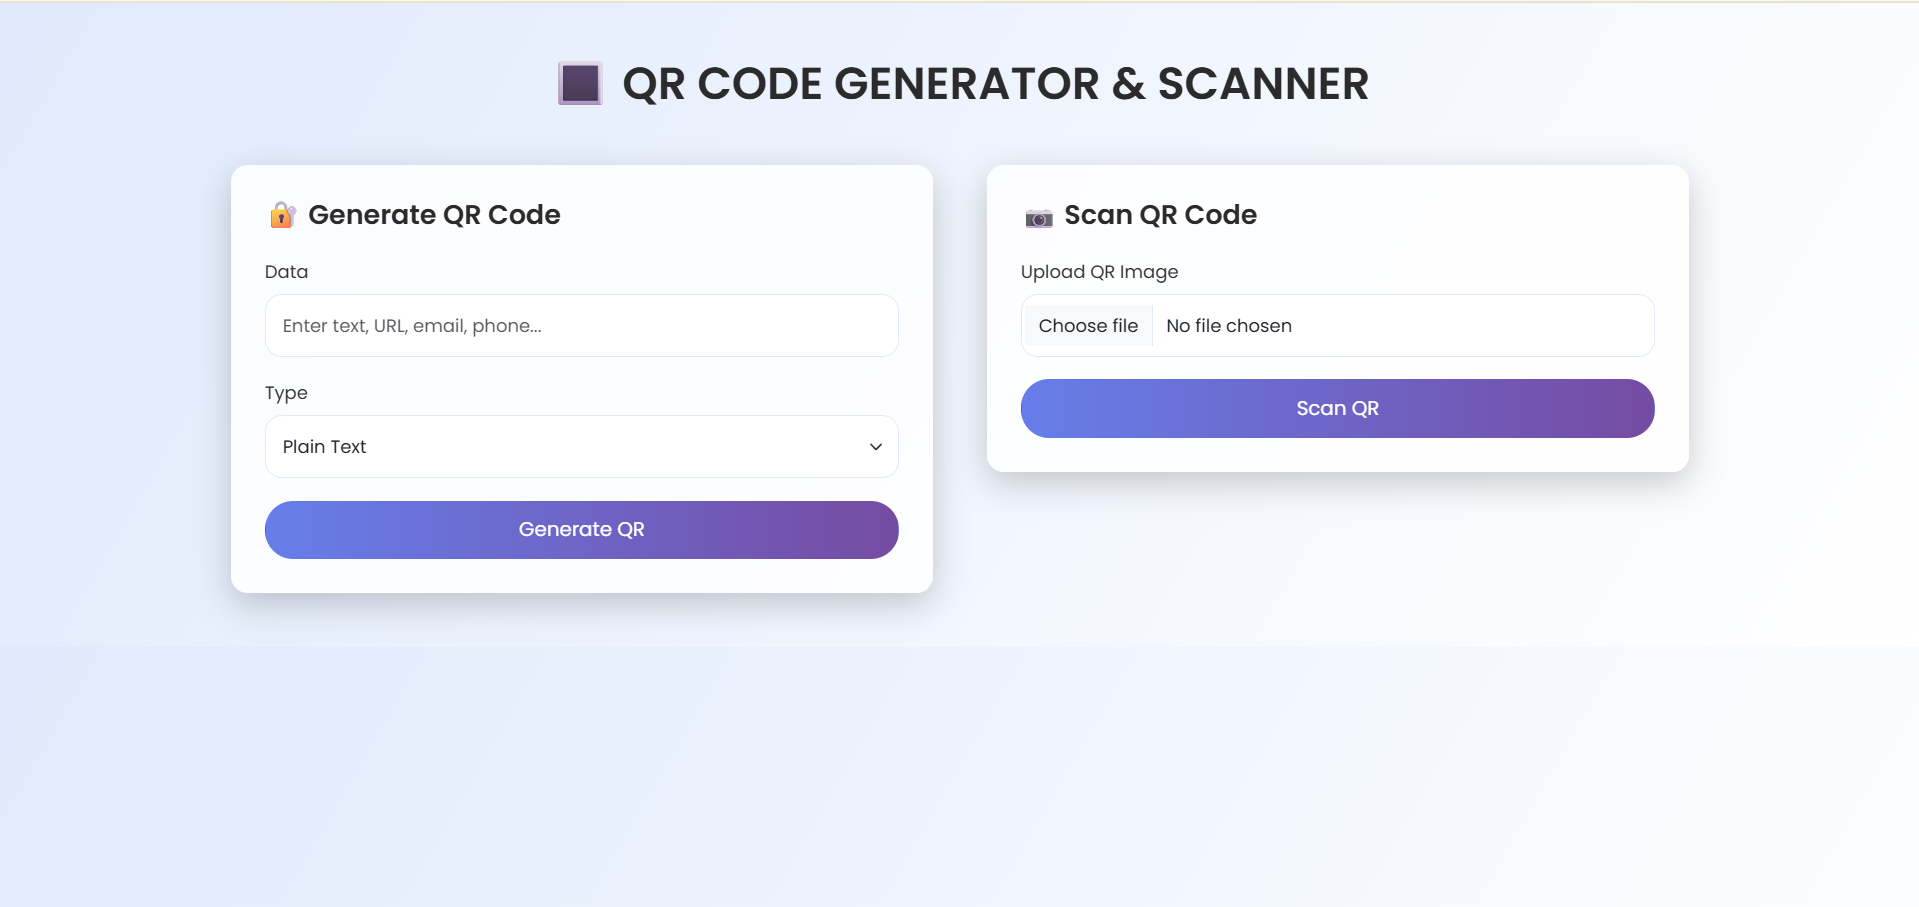 QR CODE GENERATOR & SCANNER
Generate QR Code
Data
Enter text, URL, email, phone...
Type
Plain Text
Generate QR
Scan QR Code
Upload QR Image
Choose file No file chosen
Scan QR